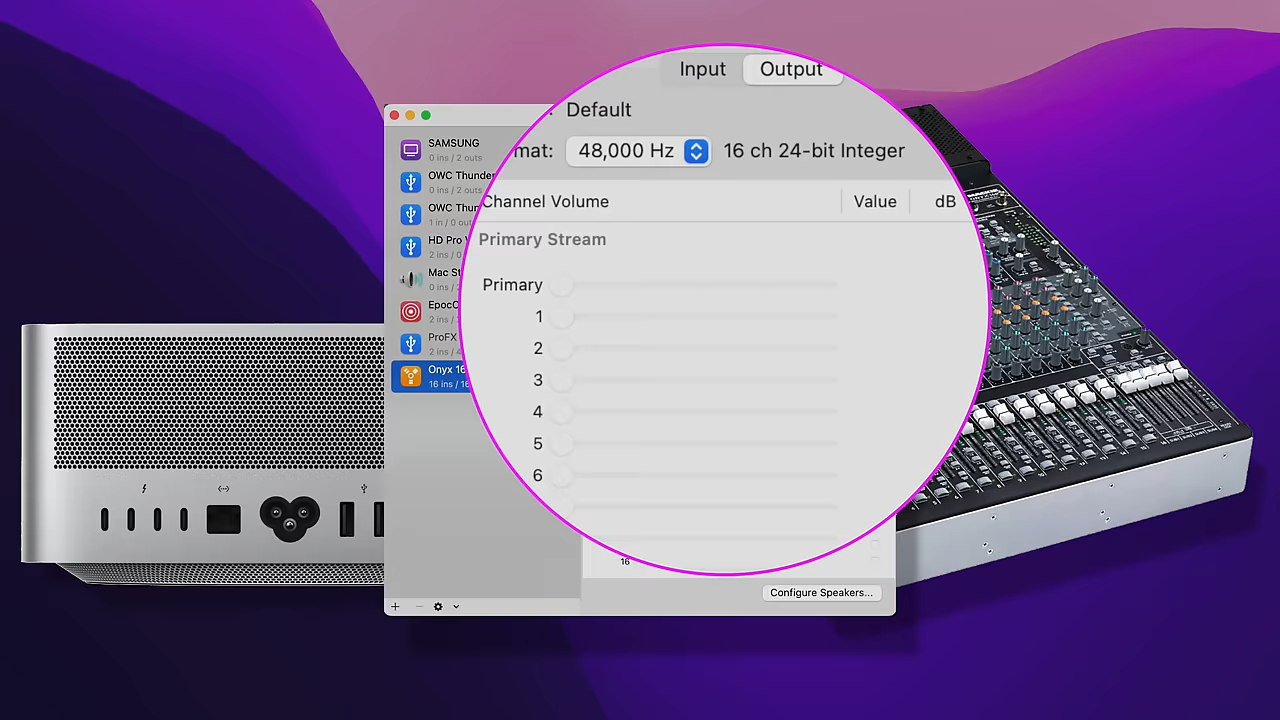 SAMSUNG
0 ins / 2 outs
OWC Thunder
0 ins / 2 outs
OWC Thun
1 in / 0 out
HD Pro
2 ins / 0
Mac St
0 ins /
EpocC
2 ins / 2
ProFX
2 ins / 4
Onyx 16
16 ins / 16
Input
Output
Default
mat:
48,000 Hz
16 ch 24-bit Integer
Channel Volume
Value
dB
Primary Stream
Primary
1
2
3
4
5
6
16
Configure Speakers...